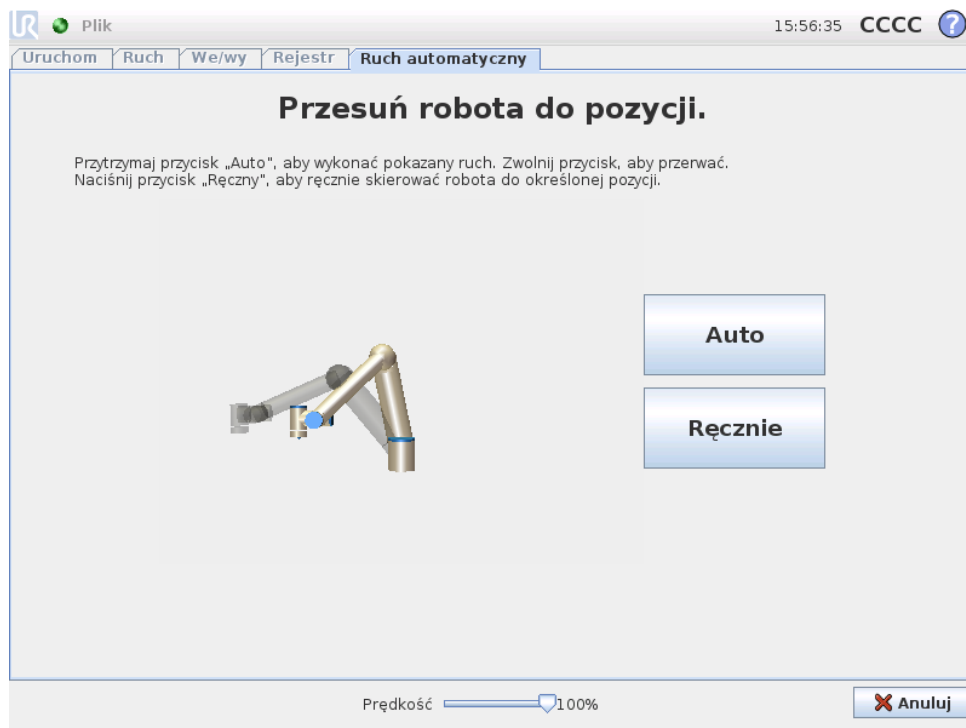 UR
Plik
15:56:35
CCCC
?
Uruchom
Ruch
We/wy
Rejestr
Ruch automatyczny
Przesuń robota do pozycji.
Przytrzymaj przycisk „Auto”, aby wykonać pokazany ruch. Zwolnij przycisk, aby przerwać.
Naciśnij przycisk „Ręczny”, aby ręcznie skierować robota do określonej pozycji.
Auto
Ręcznie
Prędkość
100%
Anuluj